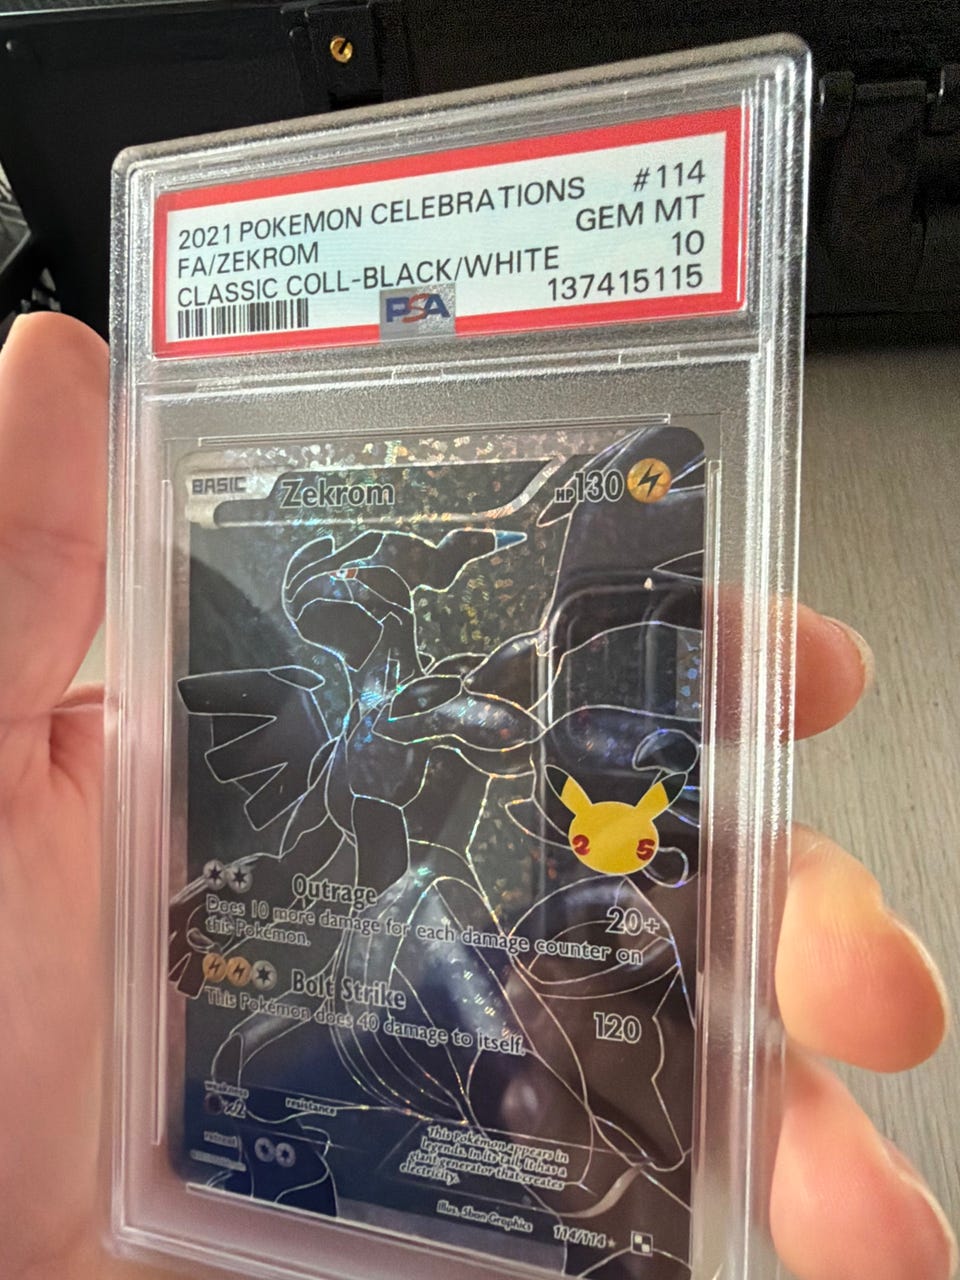 2021 POKEMON CELEBRATIONS #114
FA/ZEKROM GEM MT
CLASSIC COLL-BLACK/WHITE 10
137415115
PSA
BASIC Zekrom HP130
25
Outrage 20+
Does 10 more damage for each damage counter on
this Pokémon.
Bolt Strike 120
This Pokémon does 40 damage to itself.
weakness
x2
resistance
retreat
This Pokémon appears in
legends. In its tail, it has a
giant generator that creates
electricity.
Illus. 5ban Graphics 114/114